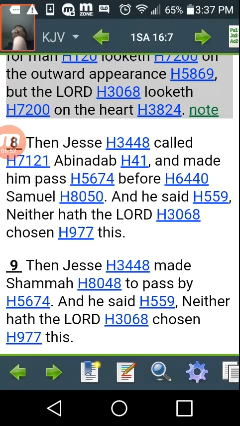 65% 3:37 PM
KJV 1SA 16:7
for man H120 looketh H7200 on
the outward appearance H5869,
but the LORD H3068 looketh
H7200 on the heart H3824. note
8 Then Jesse H3448 called
H7121 Abinadab H41, and made
him pass H5674 before H6440
Samuel H8050. And he said H559,
Neither hath the LORD H3068
chosen H977 this.
9 Then Jesse H3448 made
Shammah H8048 to pass by
H5674. And he said H559, Neither
hath the LORD H3068 chosen
H977 this.